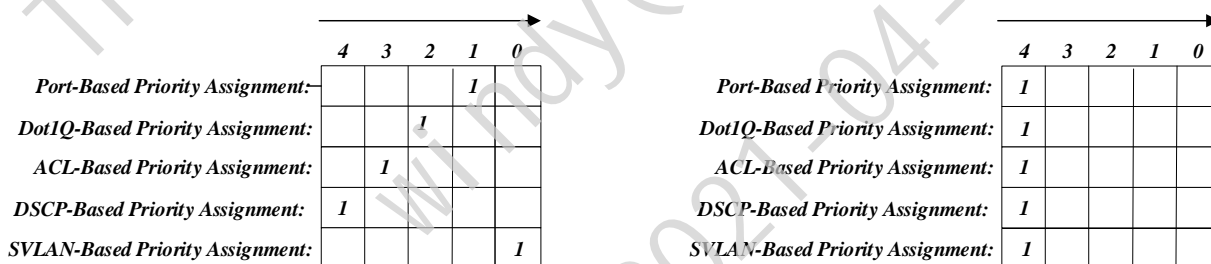 4 3 2 1 0
Port-Based Priority Assignment: 1
Dot1Q-Based Priority Assignment: 1
ACL-Based Priority Assignment: 1
DSCP-Based Priority Assignment: 1
SVLAN-Based Priority Assignment: 1
4 3 2 1 0
Port-Based Priority Assignment: 1
Dot1Q-Based Priority Assignment: 1
ACL-Based Priority Assignment: 1
DSCP-Based Priority Assignment: 1
SVLAN-Based Priority Assignment: 1
windy
2021-04-